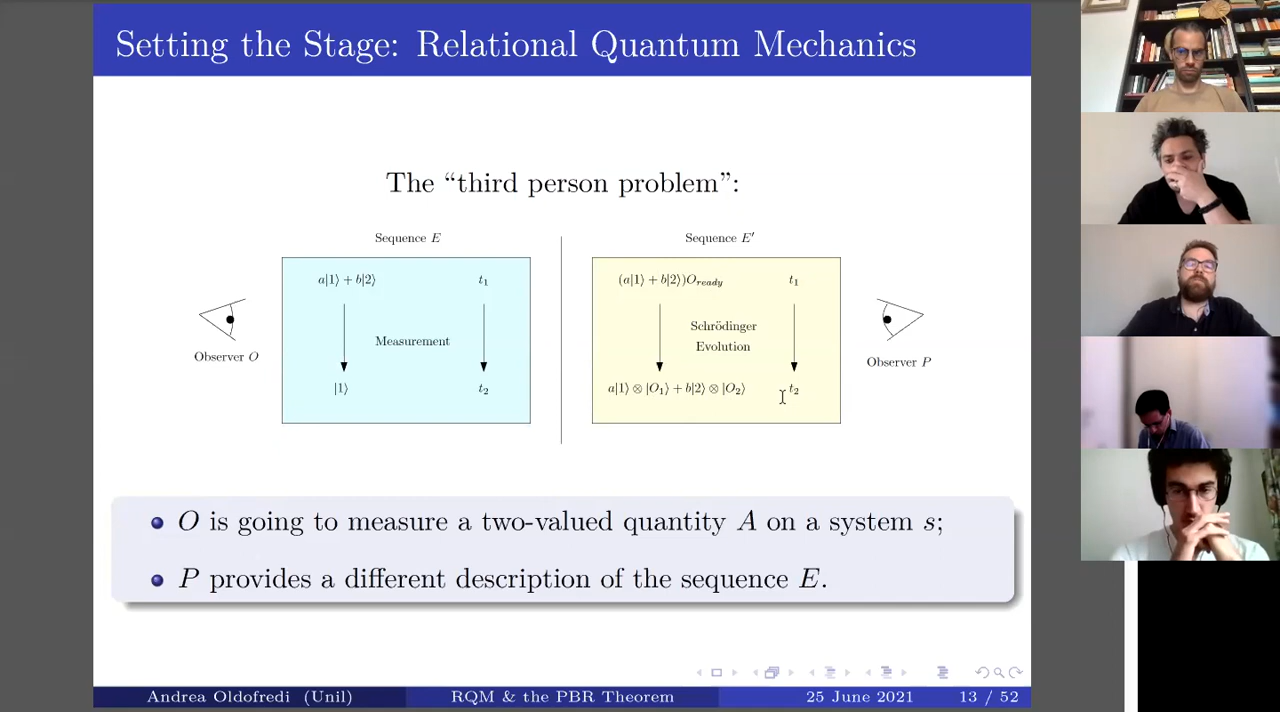 Setting the Stage: Relational Quantum Mechanics
The “third person problem”:
Sequence E
a|1⟩ + b|2⟩ t₁
Measurement
|1⟩ t₂
Observer O
Sequence E′
(a|1⟩ + b|2⟩)O_ready t₁
Schrödinger
Evolution
a|1⟩ ⊗ |O₁⟩ + b|2⟩ ⊗ |O₂⟩ t₂
Observer P
O is going to measure a two-valued quantity A on a system s;
P provides a different description of the sequence E.
Andrea Oldofredi (Unil) RQM & the PBR Theorem 25 June 2021 13 / 52